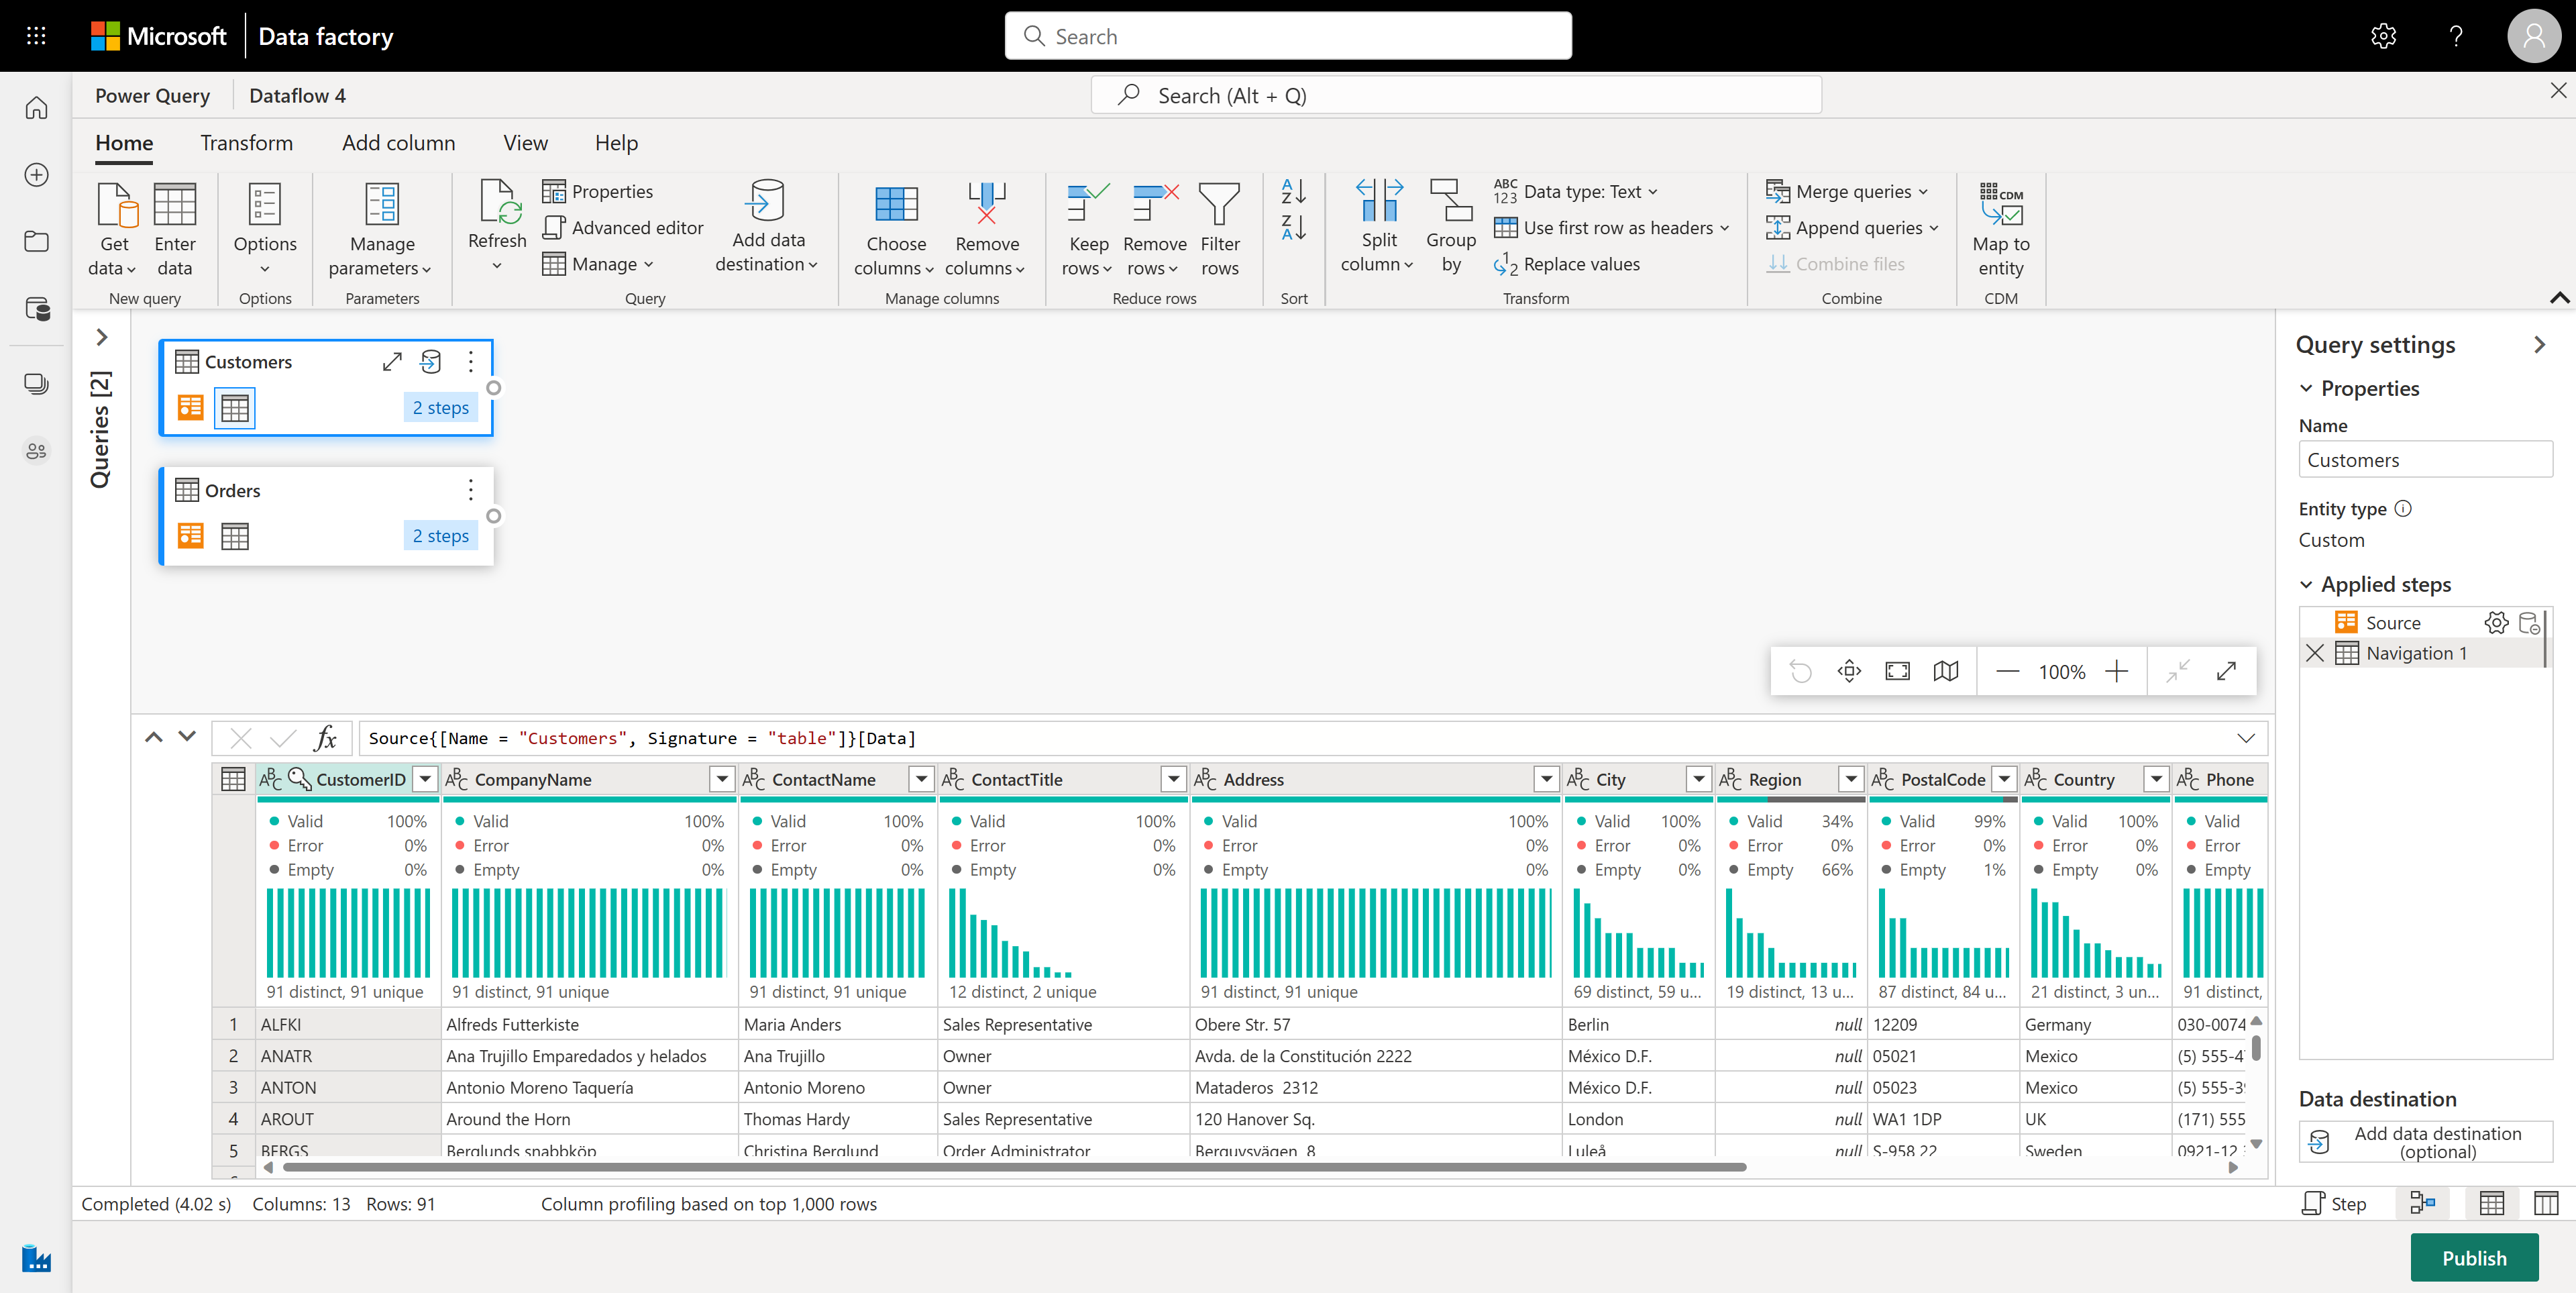 Microsoft Data factory
Search
Power Query Dataflow 4
Search (Alt + Q)
Home Transform Add column View Help
Get data
Enter data
New query
Options
Options
Manage parameters
Parameters
Refresh
Properties
Advanced editor
Manage
Add data destination
Query
Choose columns
Remove columns
Manage columns
Keep rows
Remove rows
Filter rows
Reduce rows
Sort
Split column
Group by
Data type: Text
Use first row as headers
Replace values
Transform
Merge queries
Append queries
Combine files
Combine
CDM
Map to entity
CDM
Queries [2]
Customers
2 steps
Orders
2 steps
100%
Query settings
Properties
Name
Customers
Entity type
Custom
Applied steps
Source
Navigation 1
Data destination
Add data destination
(optional)
fx Source{[Name = "Customers", Signature = "table"]}[Data]
CustomerID CompanyName ContactName ContactTitle Address City Region PostalCode Country Phone
Valid 100% Valid 100% Valid 100% Valid 100% Valid 100% Valid 100% Valid 34% Valid 99% Valid 100% Valid
Error 0% Error 0% Error 0% Error 0% Error 0% Error 0% Error 0% Error 0% Error 0% Error
Empty 0% Empty 0% Empty 0% Empty 0% Empty 0% Empty 0% Empty 66% Empty 1% Empty 0% Empty
91 distinct, 91 unique 91 distinct, 91 unique 91 distinct, 91 unique 12 distinct, 2 unique 91 distinct, 91 unique 69 distinct, 59 u... 19 distinct, 13 u... 87 distinct, 84 u... 21 distinct, 3 un... 91 distinct,
1 ALFKI Alfreds Futterkiste Maria Anders Sales Representative Obere Str. 57 Berlin null 12209 Germany 030-0074
2 ANATR Ana Trujillo Emparedados y helados Ana Trujillo Owner Avda. de la Constitución 2222 México D.F. null 05021 Mexico (5) 555-4
3 ANTON Antonio Moreno Taquería Antonio Moreno Owner Mataderos 2312 México D.F. null 05023 Mexico (5) 555-3
4 AROUT Around the Horn Thomas Hardy Sales Representative 120 Hanover Sq. London null WA1 1DP UK (171) 555
5 BERGS Berglunds snabbköp Christina Berglund Order Administrator Berguvsvägen 8 Luleå null S-958 22 Sweden 0921-12
Completed (4.02 s) Columns: 13 Rows: 91 Column profiling based on top 1,000 rows
Step
Publish